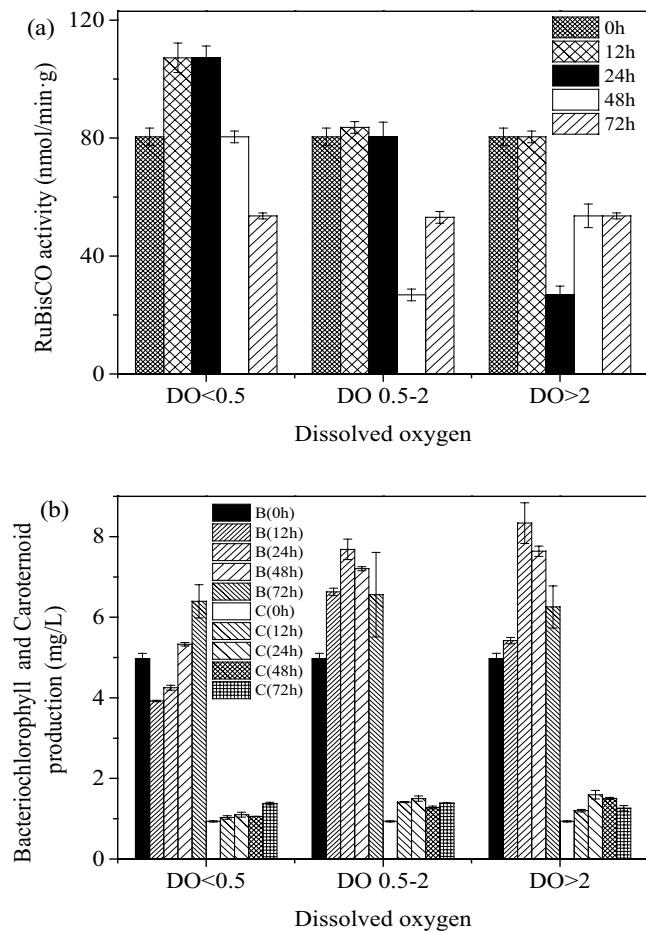 (a)
120
80
40
0
RuBisCO activity (nmol/min·g)
0h
12h
24h
48h
72h
DO<0.5
DO 0.5-2
DO>2
Dissolved oxygen
(b)
8
6
4
2
0
Bacteriochlorophyll and Caroternoid
production (mg/L)
B(0h)
B(12h)
B(24h)
B(48h)
B(72h)
C(0h)
C(12h)
C(24h)
C(48h)
C(72h)
DO<0.5
DO 0.5-2
DO>2
Dissolved oxygen